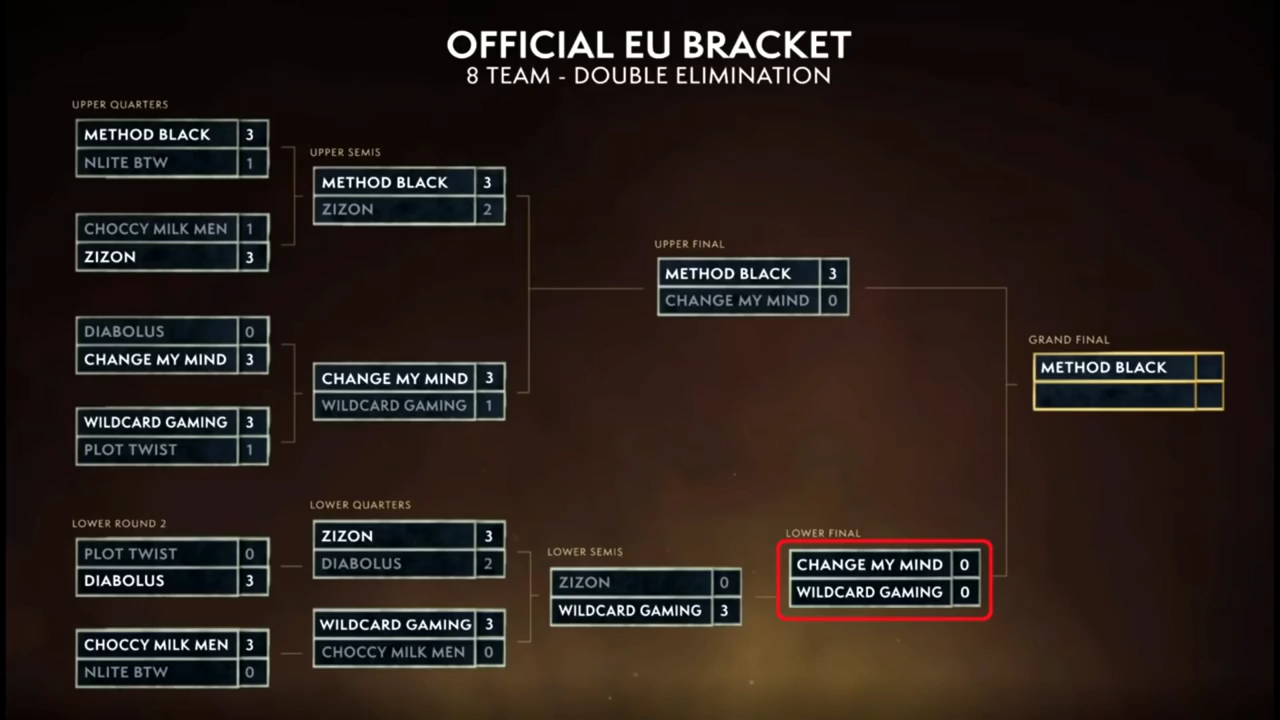 OFFICIAL EU BRACKET
8 TEAM - DOUBLE ELIMINATION
UPPER QUARTERS
METHOD BLACK 3
NLITE BTW 1
CHOCCY MILK MEN 1
ZIZON 3
DIABOLUS 0
CHANGE MY MIND 3
WILDCARD GAMING 3
PLOT TWIST 1
UPPER SEMIS
METHOD BLACK 3
ZIZON 2
CHANGE MY MIND 3
WILDCARD GAMING 1
UPPER FINAL
METHOD BLACK 3
CHANGE MY MIND 0
GRAND FINAL
METHOD BLACK
LOWER ROUND 2
PLOT TWIST 0
DIABOLUS 3
CHOCCY MILK MEN 3
NLITE BTW 0
LOWER QUARTERS
ZIZON 3
DIABOLUS 2
WILDCARD GAMING 3
CHOCCY MILK MEN 0
LOWER SEMIS
ZIZON 0
WILDCARD GAMING 3
LOWER FINAL
CHANGE MY MIND 0
WILDCARD GAMING 0